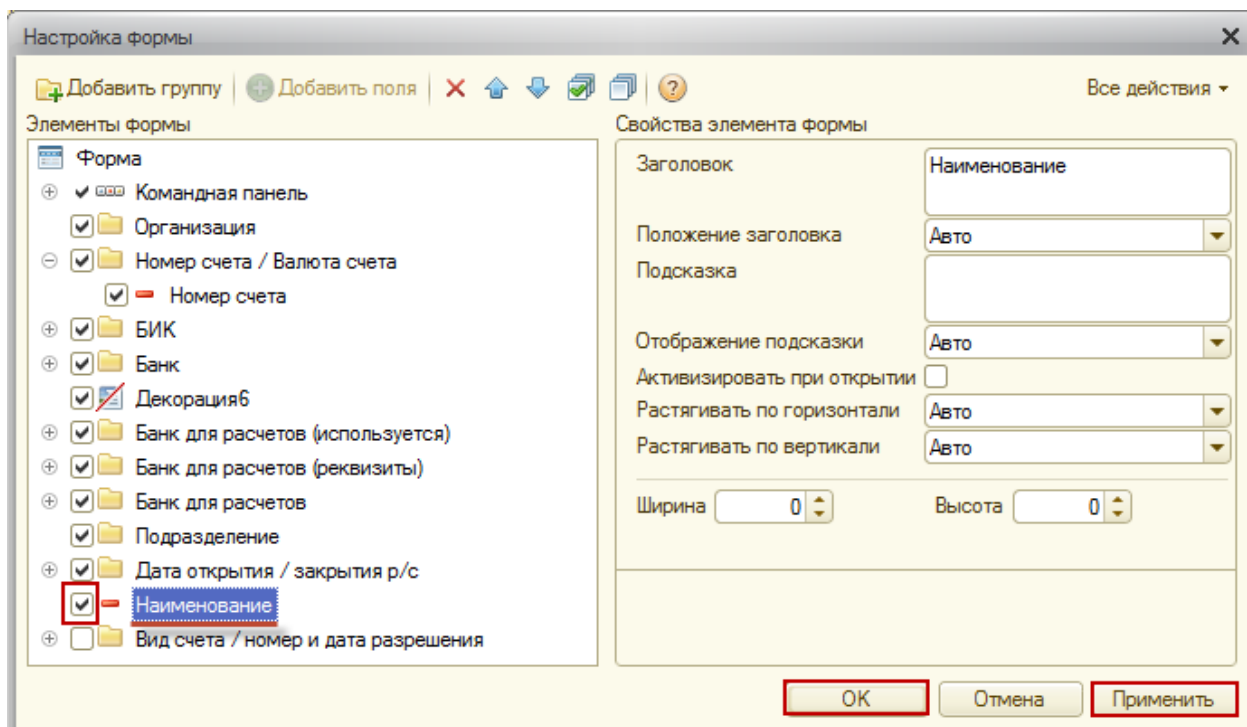 Настройка формы
Добавить группу Добавить поля Все действия
Элементы формы
Форма
Командная панель
Организация
Номер счета / Валюта счета
Номер счета
БИК
Банк
Декорация6
Банк для расчетов (используется)
Банк для расчетов (реквизиты)
Банк для расчетов
Подразделение
Дата открытия / закрытия р/с
Наименование
Вид счета / номер и дата разрешения
Свойства элемента формы
Заголовок Наименование
Положение заголовка Авто
Подсказка
Отображение подсказки Авто
Активизировать при открытии
Растягивать по горизонтали Авто
Растягивать по вертикали Авто
Ширина 0 Высота 0
ОК Отмена Применить